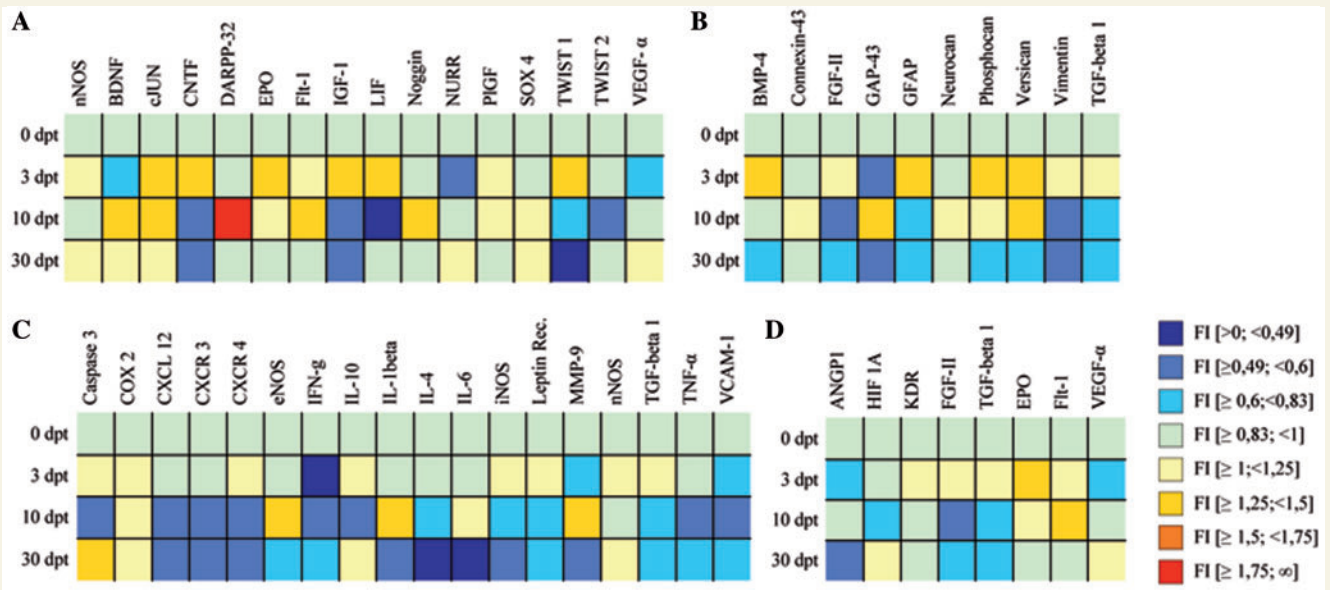 A
nNOS
BDNF
cJUN
CNTF
DARPP-32
EPO
Flt-1
IGF-1
LIF
Noggin
NURR
PIGF
SOX 4
TWIST 1
TWIST 2
VEGF- α
0 dpt
3 dpt
10 dpt
30 dpt
B
BMP-4
Connexin-43
FGF-II
GAP-43
GFAP
Neurocan
Phosphocan
Versican
Vimentin
TGF-beta 1
0 dpt
3 dpt
10 dpt
30 dpt
C
Caspase 3
COX 2
CXCL 12
CXCR 3
CXCR 4
eNOS
IFN-g
IL-10
IL-1beta
IL-4
IL-6
iNOS
Leptin Rec.
MMP-9
nNOS
TGF-beta 1
TNF-α
VCAM-1
0 dpt
3 dpt
10 dpt
30 dpt
D
ANGP1
HIF 1A
KDR
FGF-II
TGF-beta 1
EPO
Flt-1
VEGF-α
0 dpt
3 dpt
10 dpt
30 dpt
FI [>0; <0,49]
FI [≥0,49; <0,6]
FI [≥ 0,6;<0,83]
FI [≥ 0,83; <1]
FI [≥ 1;<1,25]
FI [≥ 1,25;<1,5]
FI [≥ 1,5; <1,75]
FI [≥ 1,75; ∞]